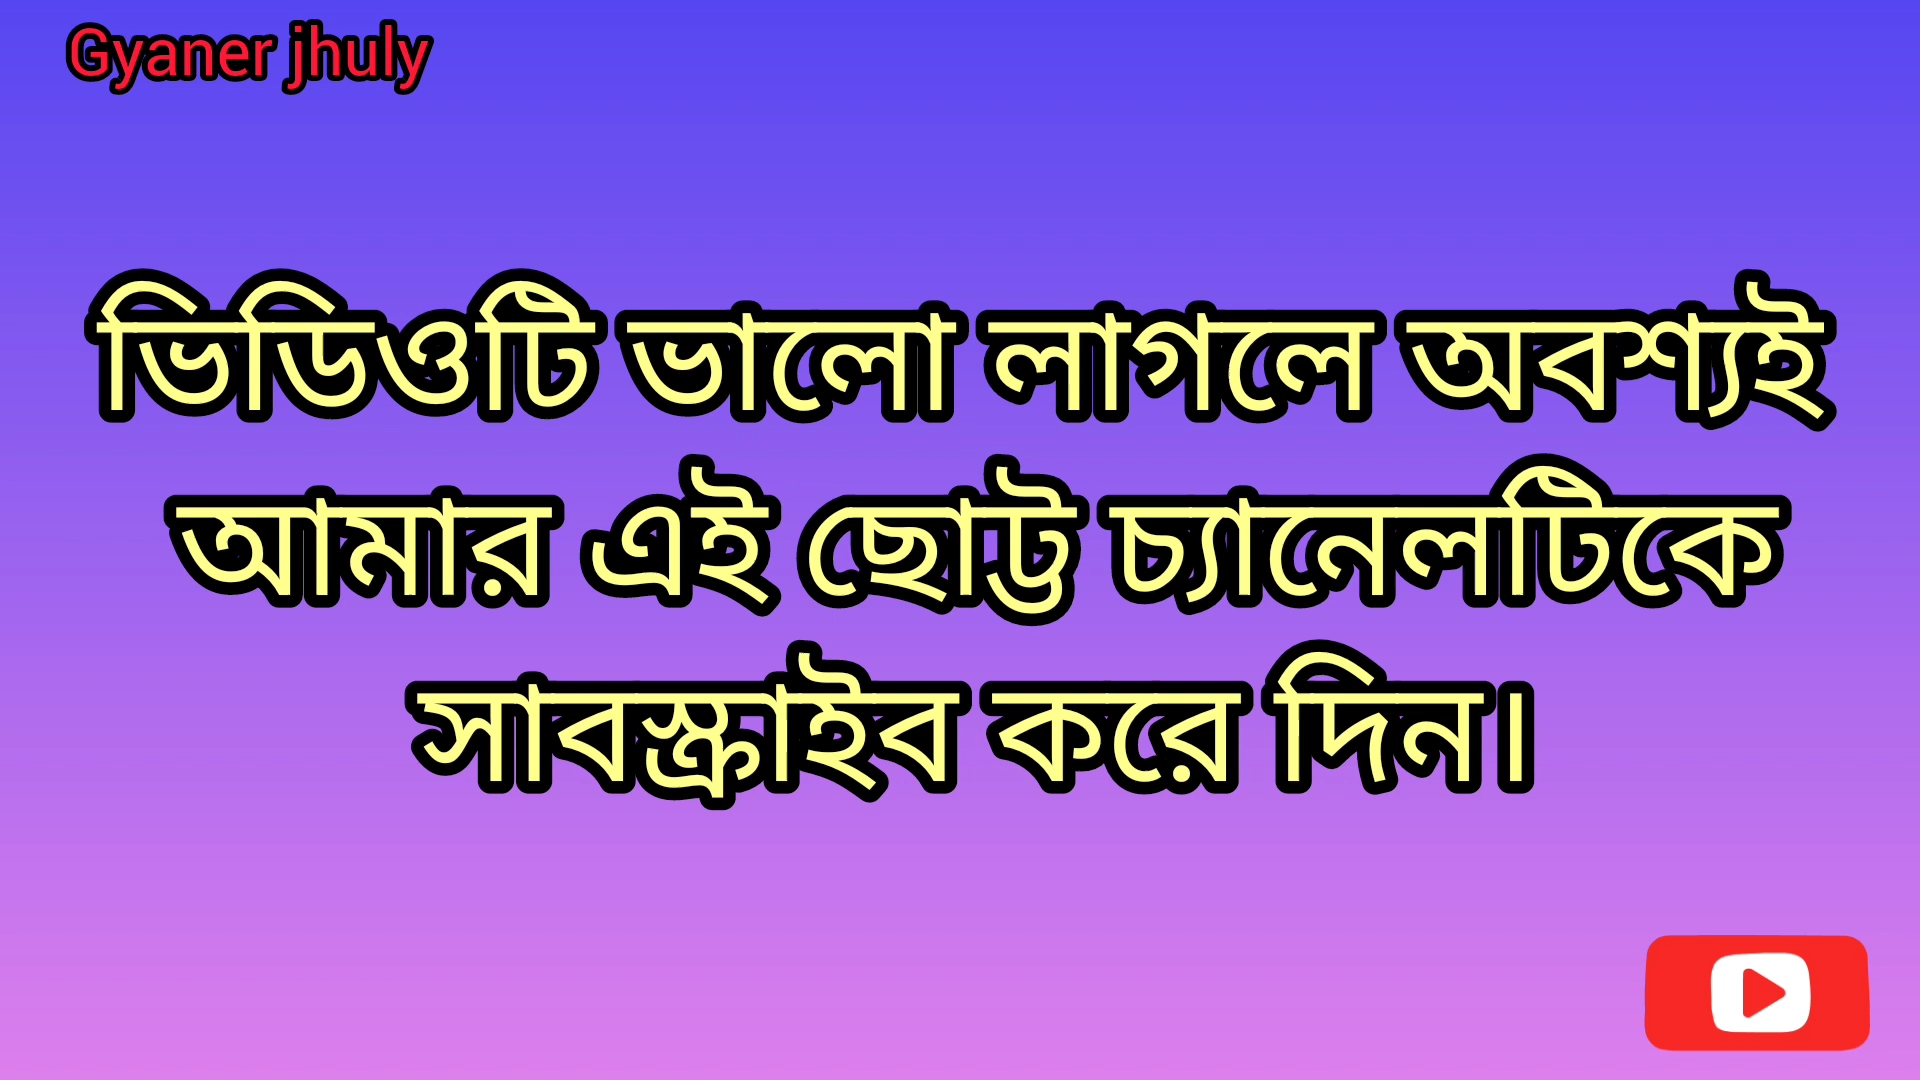 Gyaner jhuly
ভিডিওটি ভালো লাগলে অবশ্যই
আমার এই ছোট্ট চ্যানেলটিকে
সাবস্ক্রাইব করে দিন।